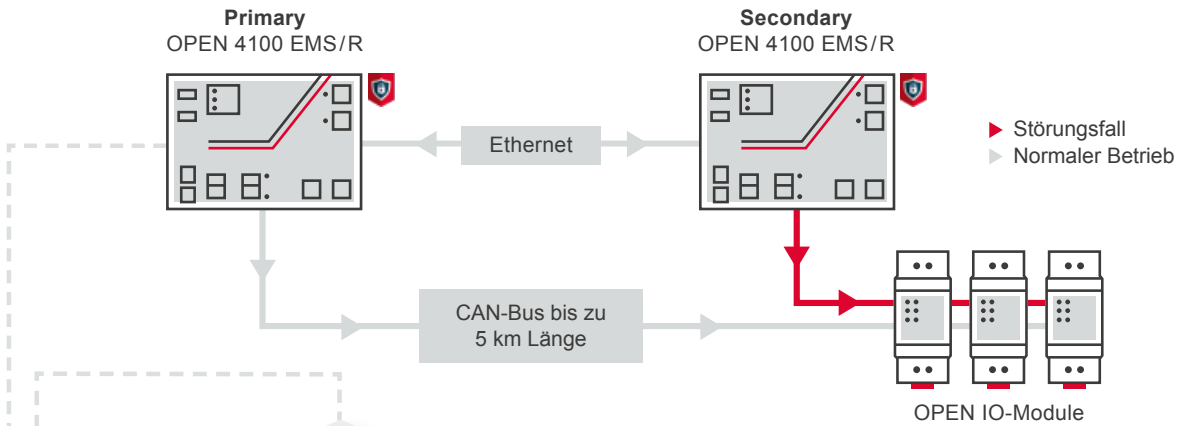 Primary
OPEN 4100 EMS/R
Secondary
OPEN 4100 EMS/R
Ethernet
Störungsfall
Normaler Betrieb
CAN-Bus bis zu
5 km Länge
OPEN IO-Module